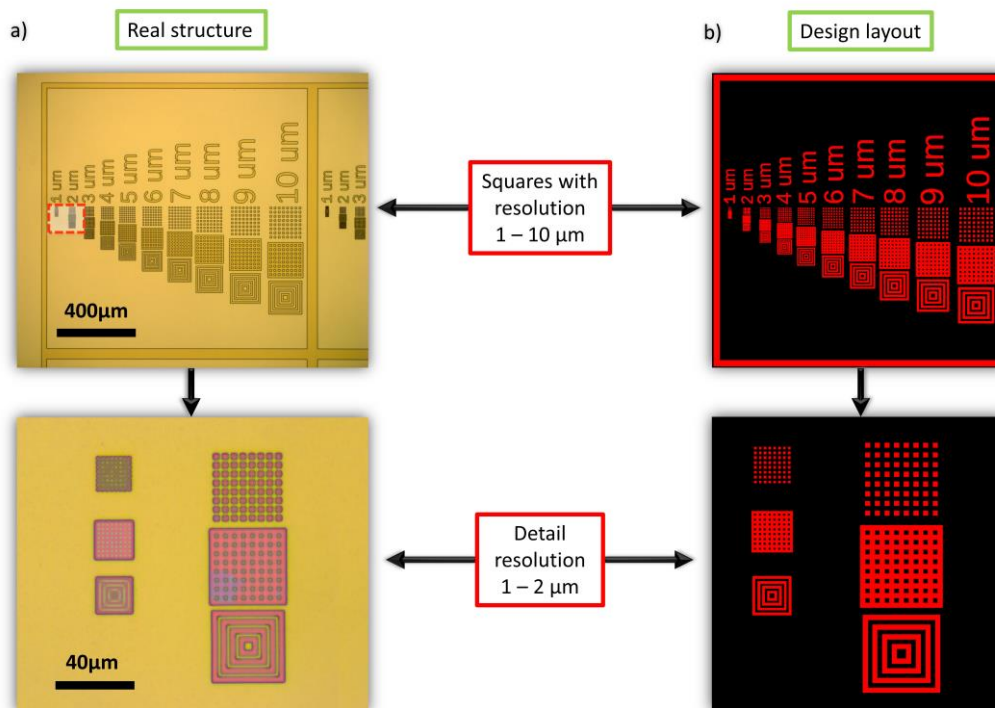 a)
Real structure
b)
Design layout
1 um
2 um
3 um
4 um
5 um
6 um
7 um
8 um
9 um
10 um
1 um
2 um
3 um
400µm
Squares with
resolution
1 – 10 µm
1 um
2 um
3 um
4 um
5 um
6 um
7 um
8 um
9 um
10 um
Detail
resolution
1 – 2 µm
40µm